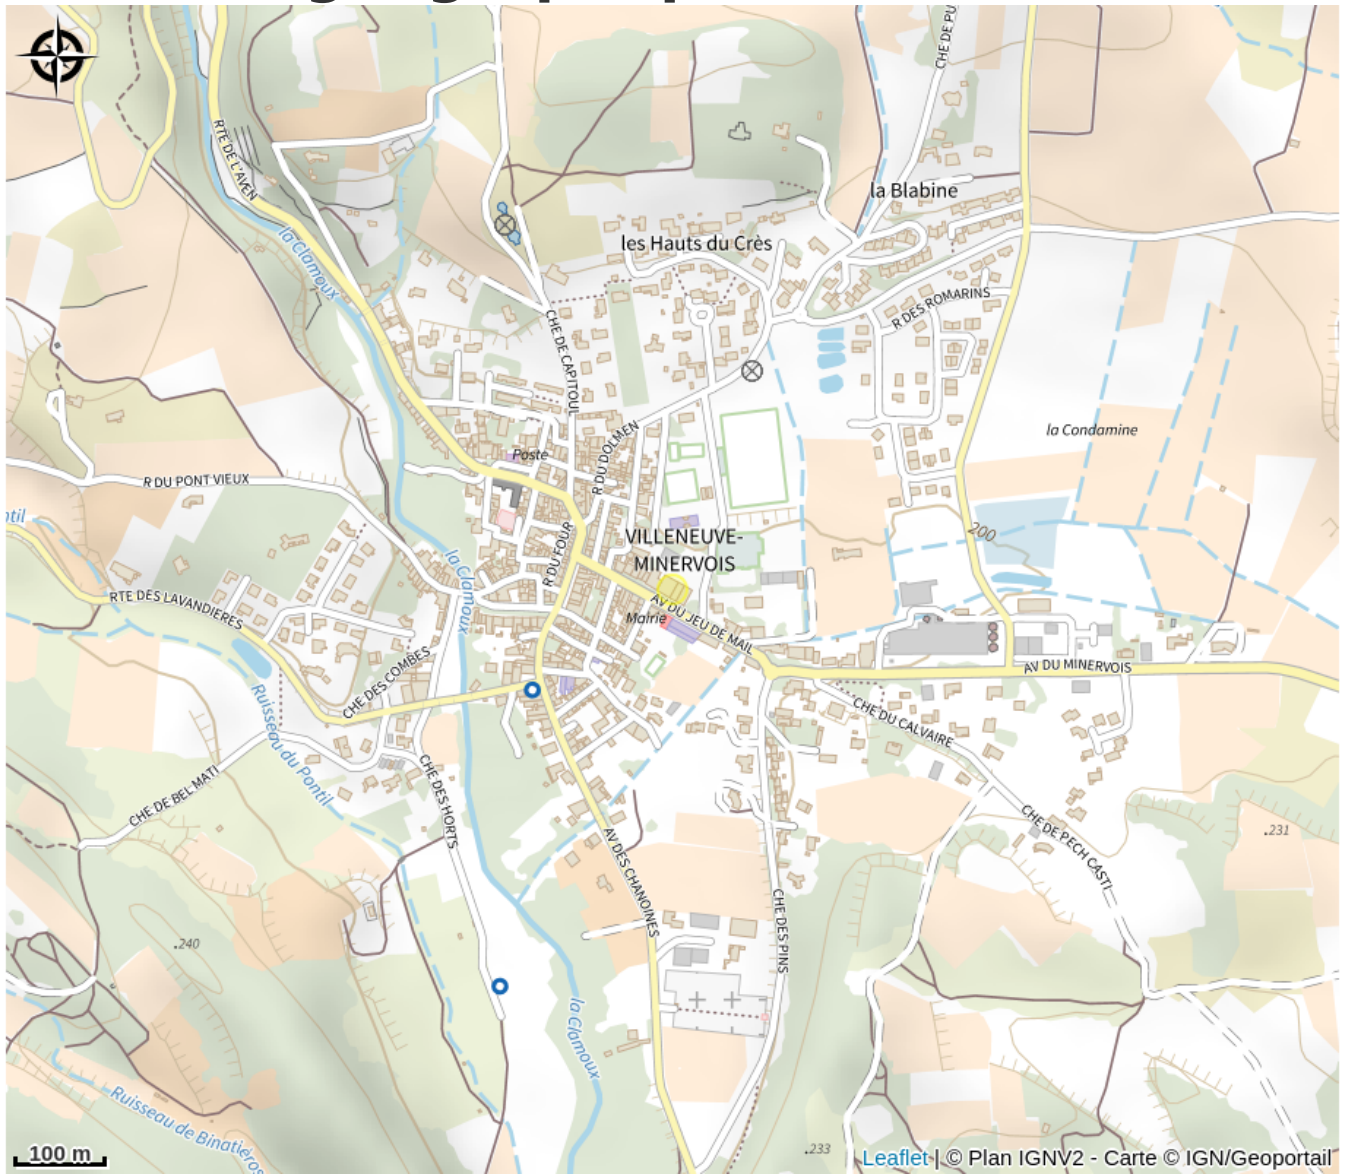 CHE DE PU
RTE DE L'AVEN
la Blabine
la Clamoux
les Hauts du Crès
R DES ROMARINS
CHE DE CAPITOUL
la Condamine
R DU DOLMEN
Poste
R DU PONT VIEUX
ntil
200
VILLENEUVE-
MINERVOIS
R DU FOUR
la Clamoux
RTE DES LAVANDIERES
AV DU JEU DE MAIL
Mairie
AV DU MINERVOIS
CHE DES COMBES
Ruisseau du Pontil
CHE DU CALVAIRE
CHE DE BEL MATI
CHE DES HORTS
CHE DE PECH CASTI
231
AV DES CHANOINES
CHE DES PINS
240
la Clamoux
Ruisseau de Binatiéros
233
100 m
Leaflet | © Plan IGNV2 - Carte © IGN/Geoportail